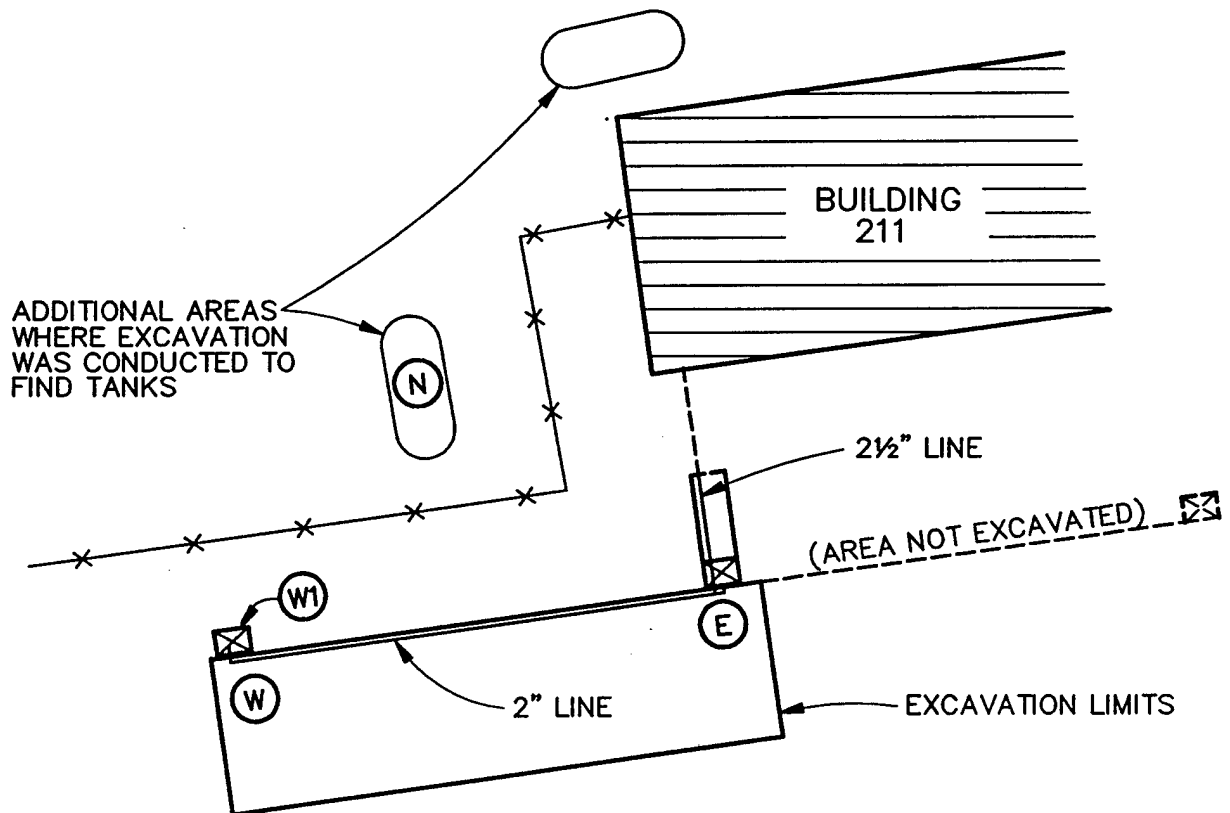 BUILDING
211
ADDITIONAL AREAS
WHERE EXCAVATION
WAS CONDUCTED TO
FIND TANKS
N
2½” LINE
(AREA NOT EXCAVATED)
W1
E
W
2” LINE
EXCAVATION LIMITS